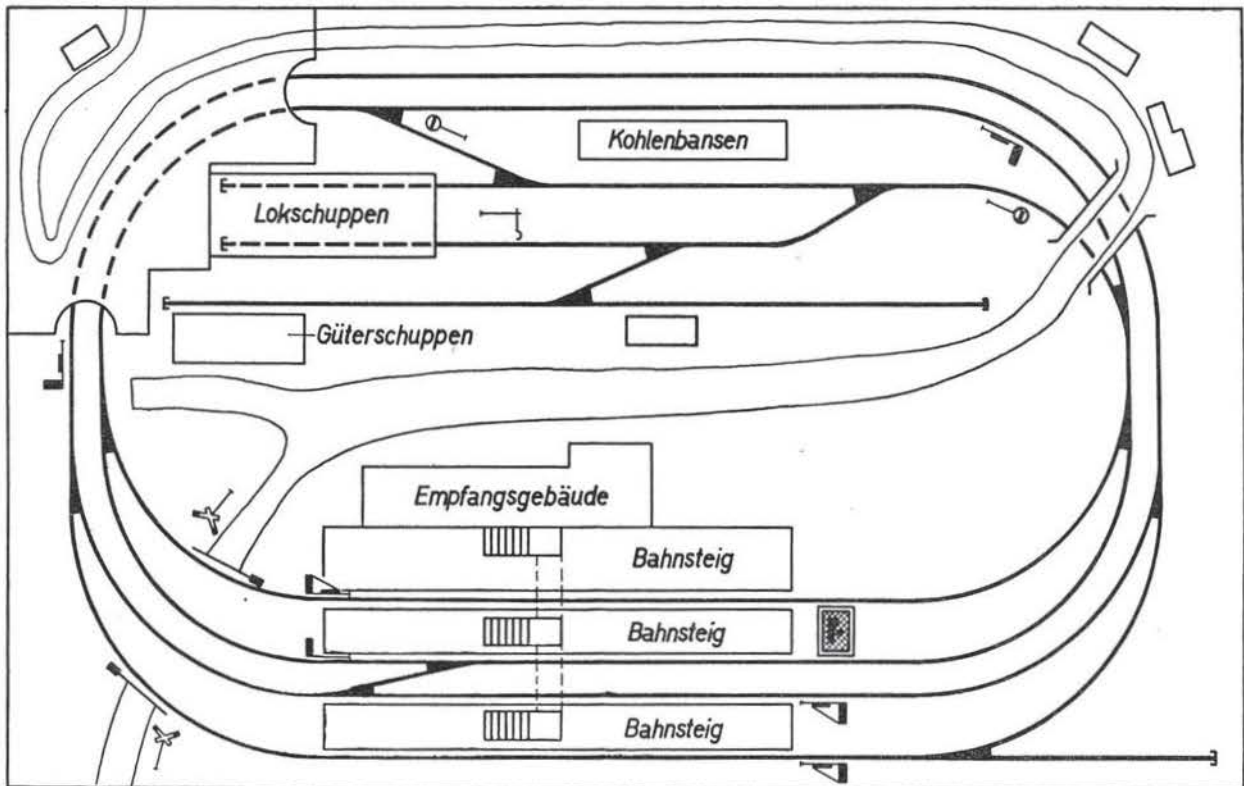 Kohlenbansen
Lokschuppen
Güterschuppen
Empfangsgebäude
Bahnsteig
Bahnsteig
Bahnsteig